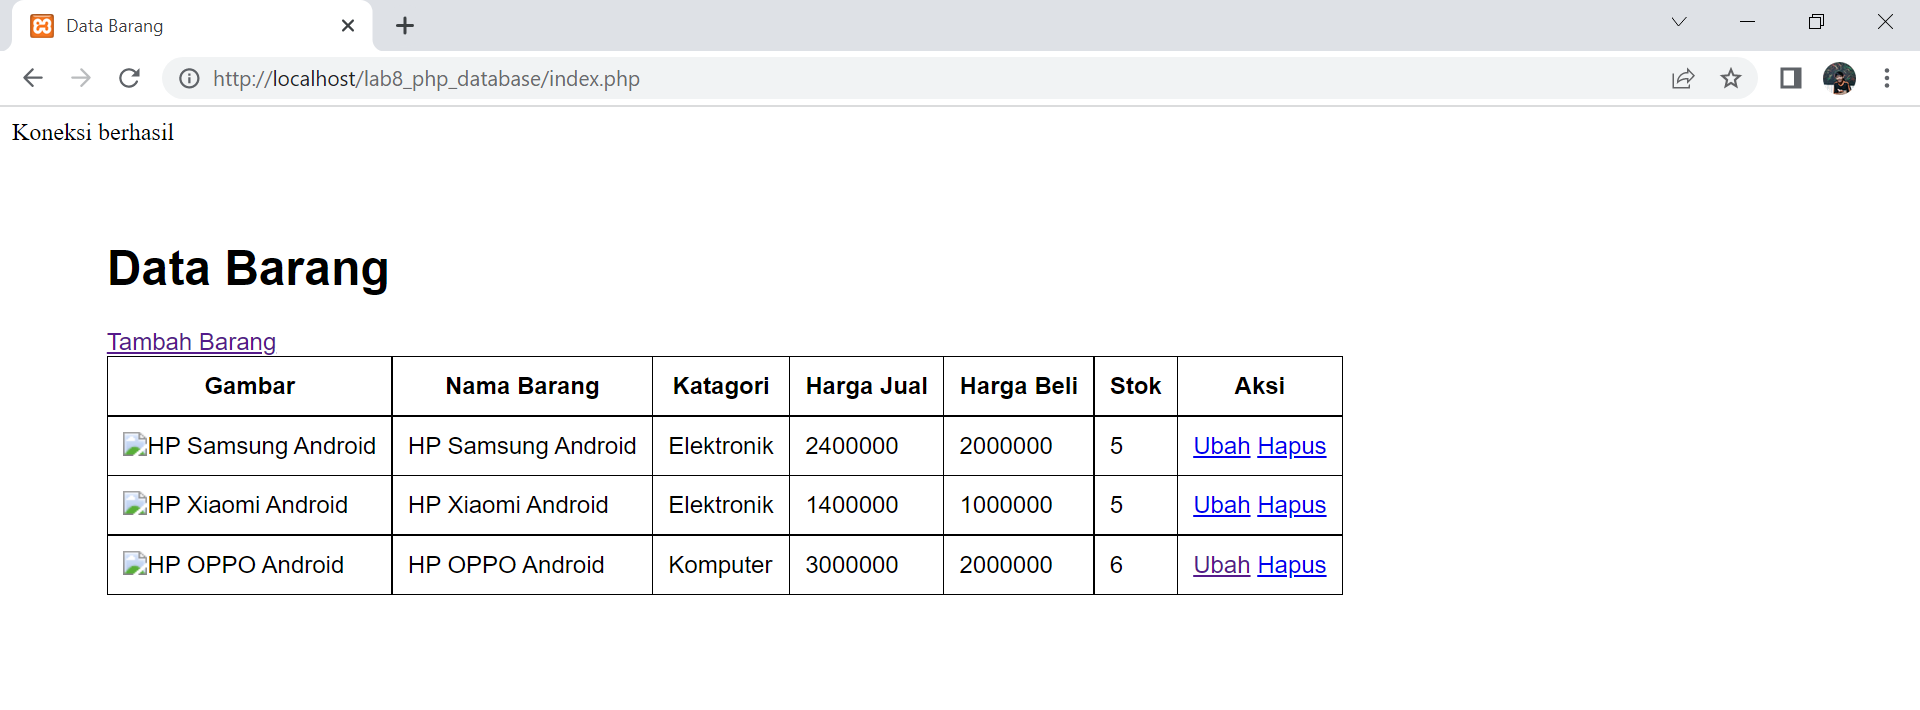 Data Barang
http://localhost/lab8_php_database/index.php
Koneksi berhasil
Data Barang
Tambah Barang
Gambar Nama Barang Katagori Harga Jual Harga Beli Stok Aksi
HP Samsung Android HP Samsung Android Elektronik 2400000 2000000 5 Ubah Hapus
HP Xiaomi Android HP Xiaomi Android Elektronik 1400000 1000000 5 Ubah Hapus
HP OPPO Android HP OPPO Android Komputer 3000000 2000000 6 Ubah Hapus